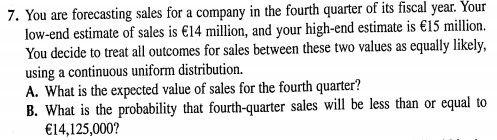 7. You are forecasting sales for a company in the fourth quarter of its fiscal year. Your
low-end estimate of sales is €14 million, and your high-end estimate is €15 million.
You decide to treat all outcomes for sales between these two values as equally likely,
using a continuous uniform distribution.
A. What is the expected value of sales for the fourth quarter?
B. What is the probability that fourth-quarter sales will be less than or equal to
€14,125,000?